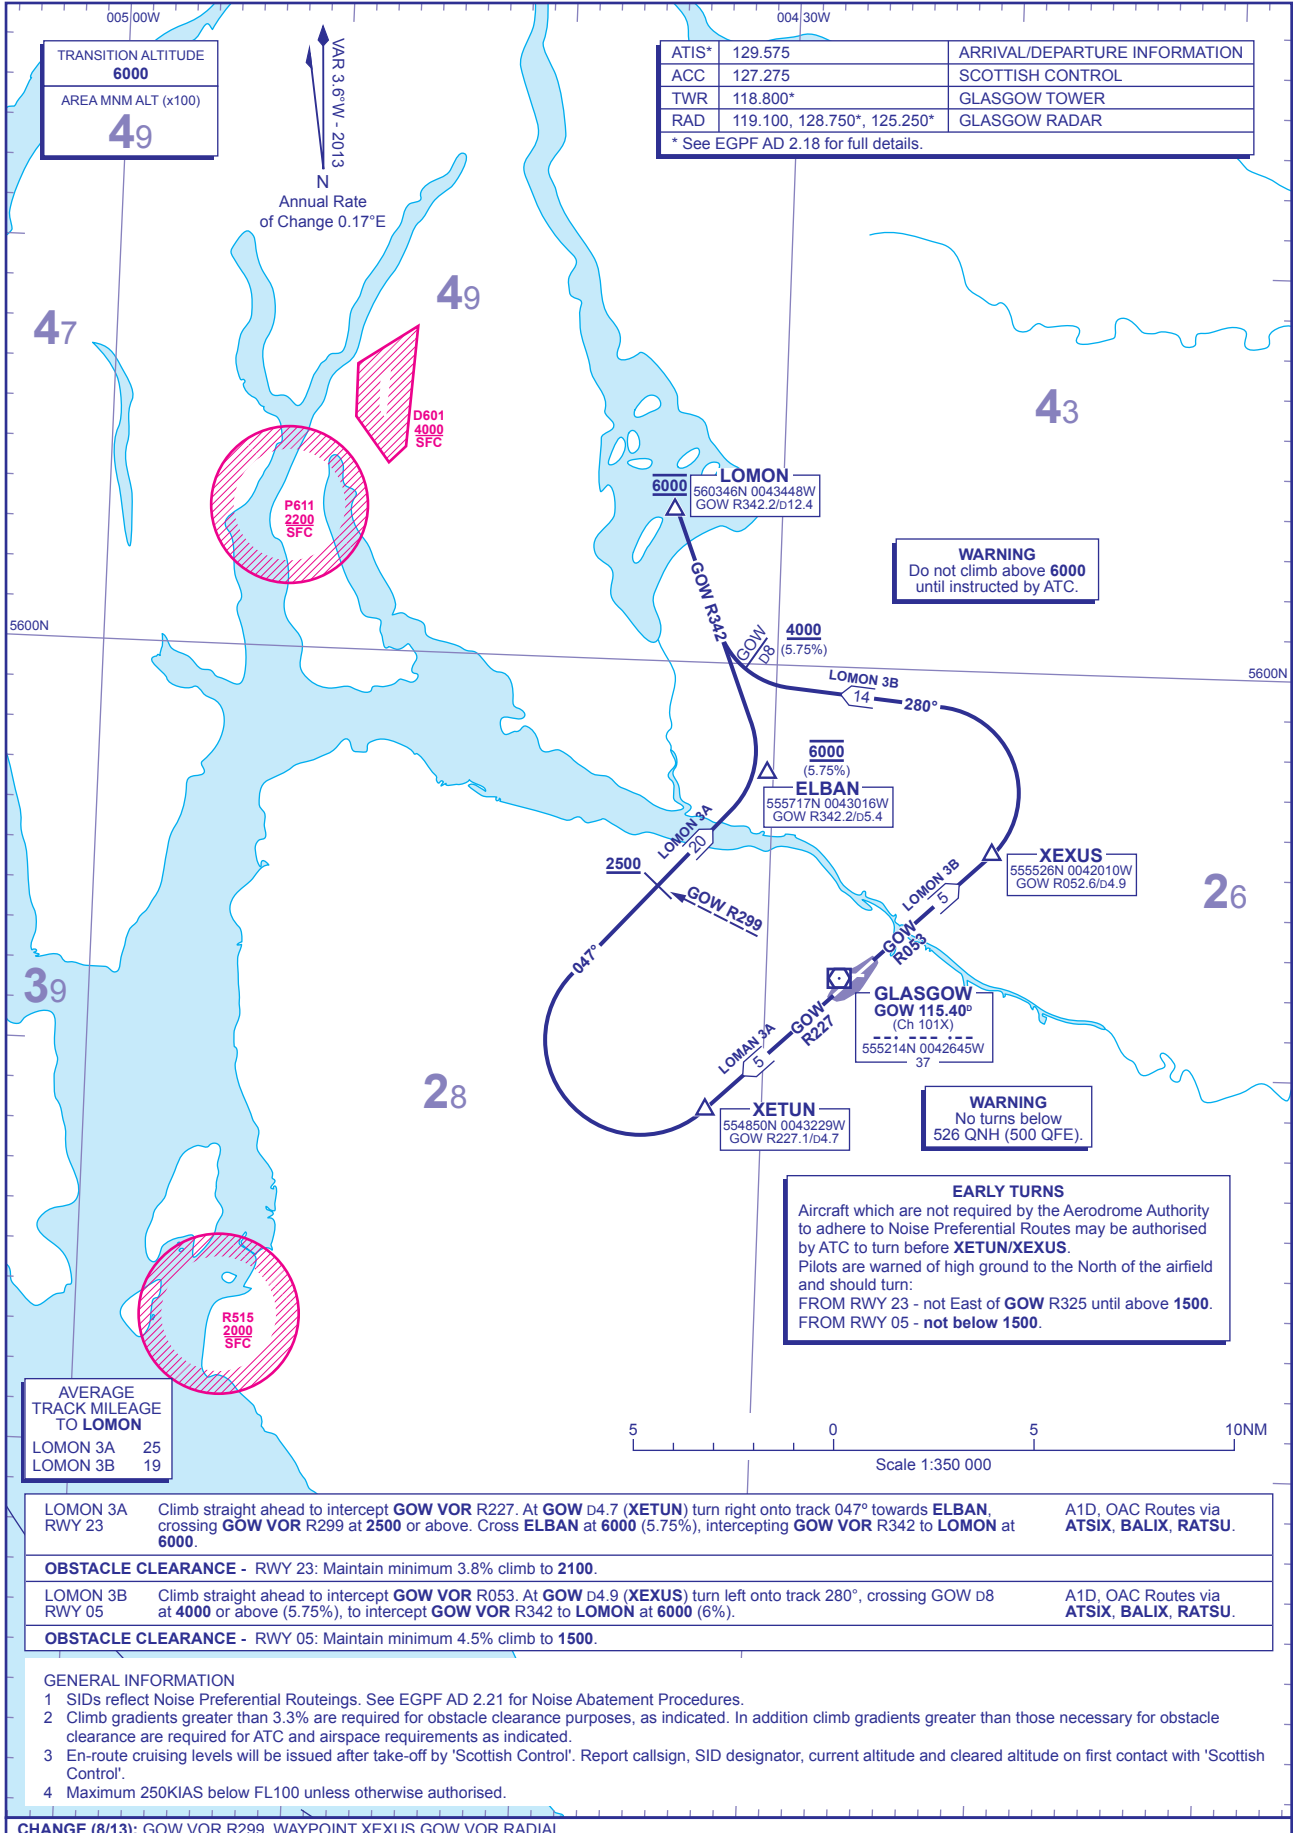 005 00W
004 30W
TRANSITION ALTITUDE
6000
AREA MNM ALT (x100)
49
VAR 3.6°W - 2013
N
Annual Rate
of Change 0.17°E
ATIS* 129.575 ARRIVAL/DEPARTURE INFORMATION
ACC 127.275 SCOTTISH CONTROL
TWR 118.800* GLASGOW TOWER
RAD 119.100, 128.750*, 125.250* GLASGOW RADAR
* See EGPF AD 2.18 for full details.
49
47
43
D601
4000
SFC
P611
2200
SFC
6000
LOMON
560346N 0043448W
GOW R342.2/D12.4
WARNING
Do not climb above 6000
until instructed by ATC.
GOW R342
5600N
GOW
D8
4000
(5.75%)
5600N
LOMON 3B
14
280°
6000
(5.75%)
ELBAN
555717N 0043016W
GOW R342.2/D5.4
LOMON 3A
20
2500
GOW R299
XEXUS
555526N 0042010W
GOW R052.6/D4.9
LOMON 3B
5
26
GOW
R053
047°
39
GLASGOW
GOW 115.40D
(Ch 101X)
555214N 0042645W
37
GOW
R227
LOMAN 3A
5
28
XETUN
554850N 0043229W
GOW R227.1/D4.7
WARNING
No turns below
526 QNH (500 QFE).
EARLY TURNS
Aircraft which are not required by the Aerodrome Authority
to adhere to Noise Preferential Routes may be authorised
by ATC to turn before XETUN/XEXUS.
Pilots are warned of high ground to the North of the airfield
and should turn:
FROM RWY 23 - not East of GOW R325 until above 1500.
FROM RWY 05 - not below 1500.
R515
2000
SFC
AVERAGE
TRACK MILEAGE
TO LOMON
LOMON 3A 25
LOMON 3B 19
5 0 5 10NM
Scale 1:350 000
LOMON 3A Climb straight ahead to intercept GOW VOR R227. At GOW D4.7 (XETUN) turn right onto track 047º towards ELBAN, A1D, OAC Routes via
RWY 23 crossing GOW VOR R299 at 2500 or above. Cross ELBAN at 6000 (5.75%), intercepting GOW VOR R342 to LOMON at ATSIX, BALIX, RATSU.
6000.
OBSTACLE CLEARANCE - RWY 23: Maintain minimum 3.8% climb to 2100.
LOMON 3B Climb straight ahead to intercept GOW VOR R053. At GOW D4.9 (XEXUS) turn left onto track 280°, crossing GOW D8 A1D, OAC Routes via
RWY 05 at 4000 or above (5.75%), to intercept GOW VOR R342 to LOMON at 6000 (6%). ATSIX, BALIX, RATSU.
OBSTACLE CLEARANCE - RWY 05: Maintain minimum 4.5% climb to 1500.
GENERAL INFORMATION
1 SIDs reflect Noise Preferential Routeings. See EGPF AD 2.21 for Noise Abatement Procedures.
2 Climb gradients greater than 3.3% are required for obstacle clearance purposes, as indicated. In addition climb gradients greater than those necessary for obstacle
clearance are required for ATC and airspace requirements as indicated.
3 En-route cruising levels will be issued after take-off by 'Scottish Control'. Report callsign, SID designator, current altitude and cleared altitude on first contact with 'Scottish
Control'.
4 Maximum 250KIAS below FL100 unless otherwise authorised.
CHANGE (8/13): GOW VOR R299. WAYPOINT XEXUS GOW VOR RADIAL